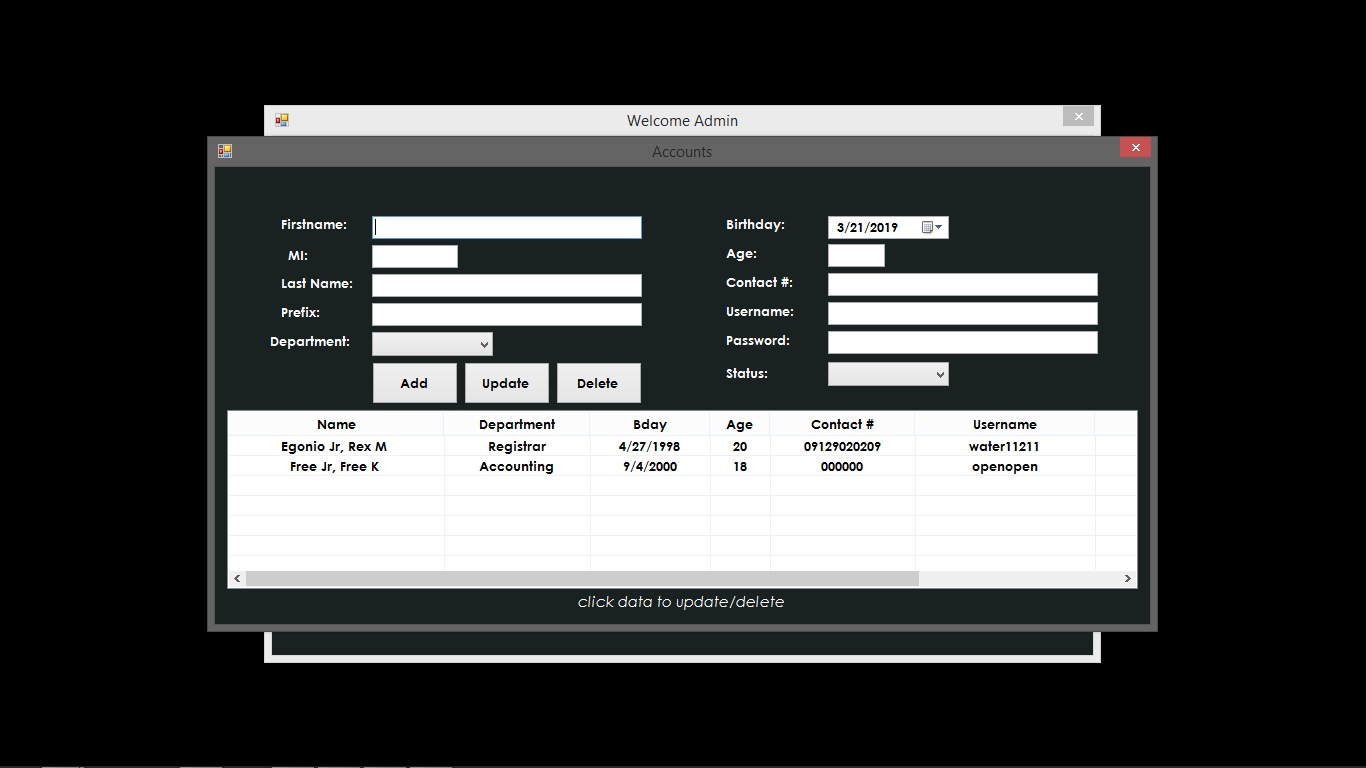 Welcome Admin
Accounts
Firstname:
MI:
Last Name:
Prefix:
Department:
Birthday: 3/21/2019
Age:
Contact #:
Username:
Password:
Status:
Add Update Delete
Name Department Bday Age Contact # Username
Egonio Jr, Rex M Registrar 4/27/1998 20 09129020209 water11211
Free Jr, Free K Accounting 9/4/2000 18 000000 openopen
click data to update/delete